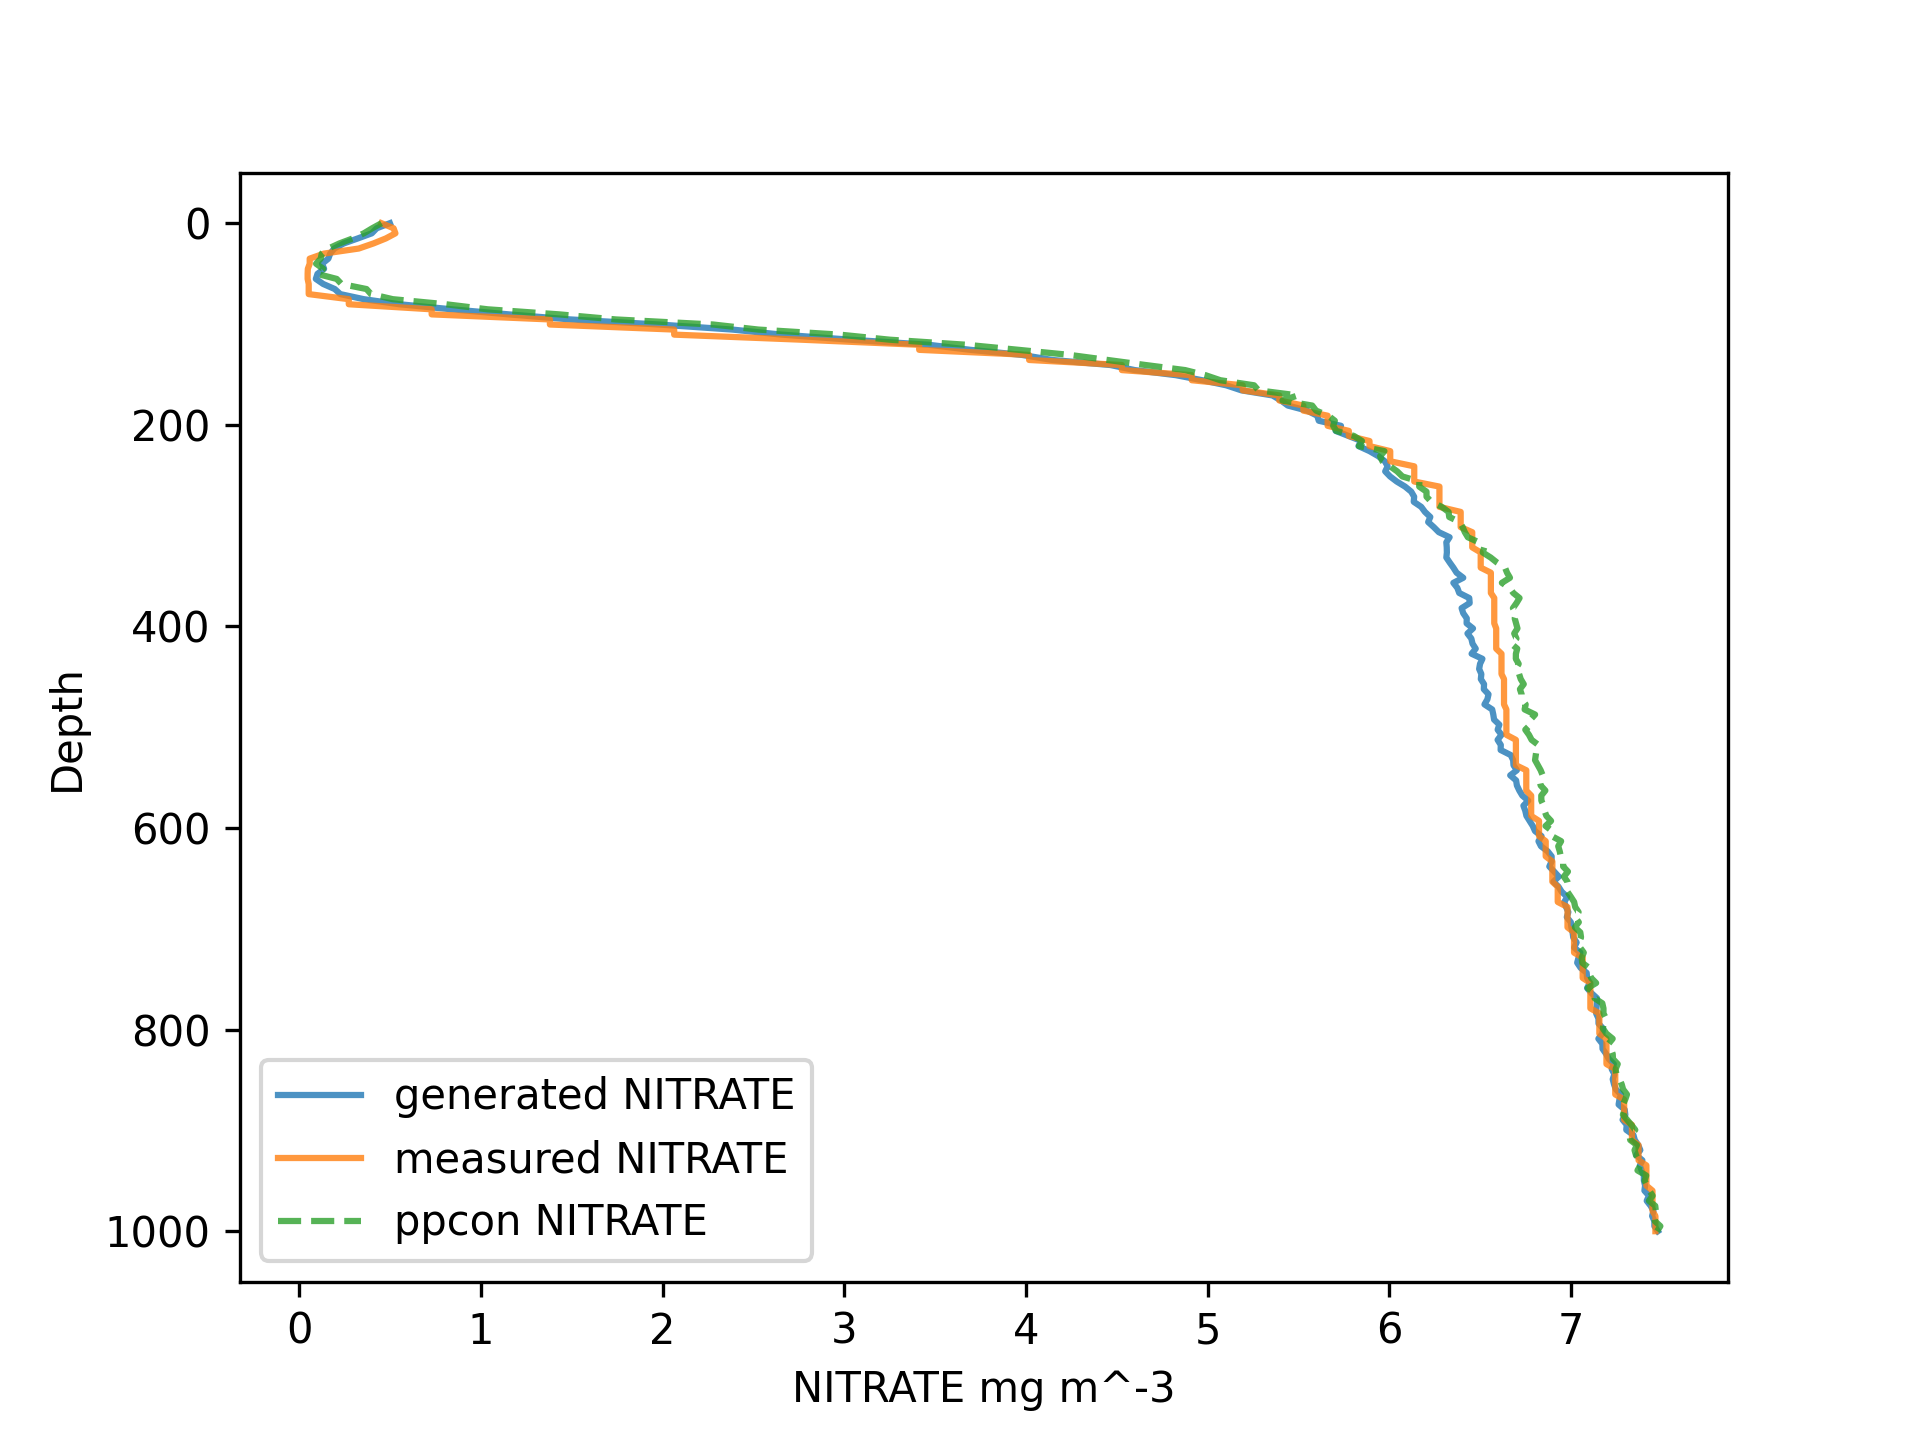 0
200
400
600
800
1000
Depth
generated NITRATE
measured NITRATE
ppcon NITRATE
0 1 2 3 4 5 6 7
NITRATE mg m^-3